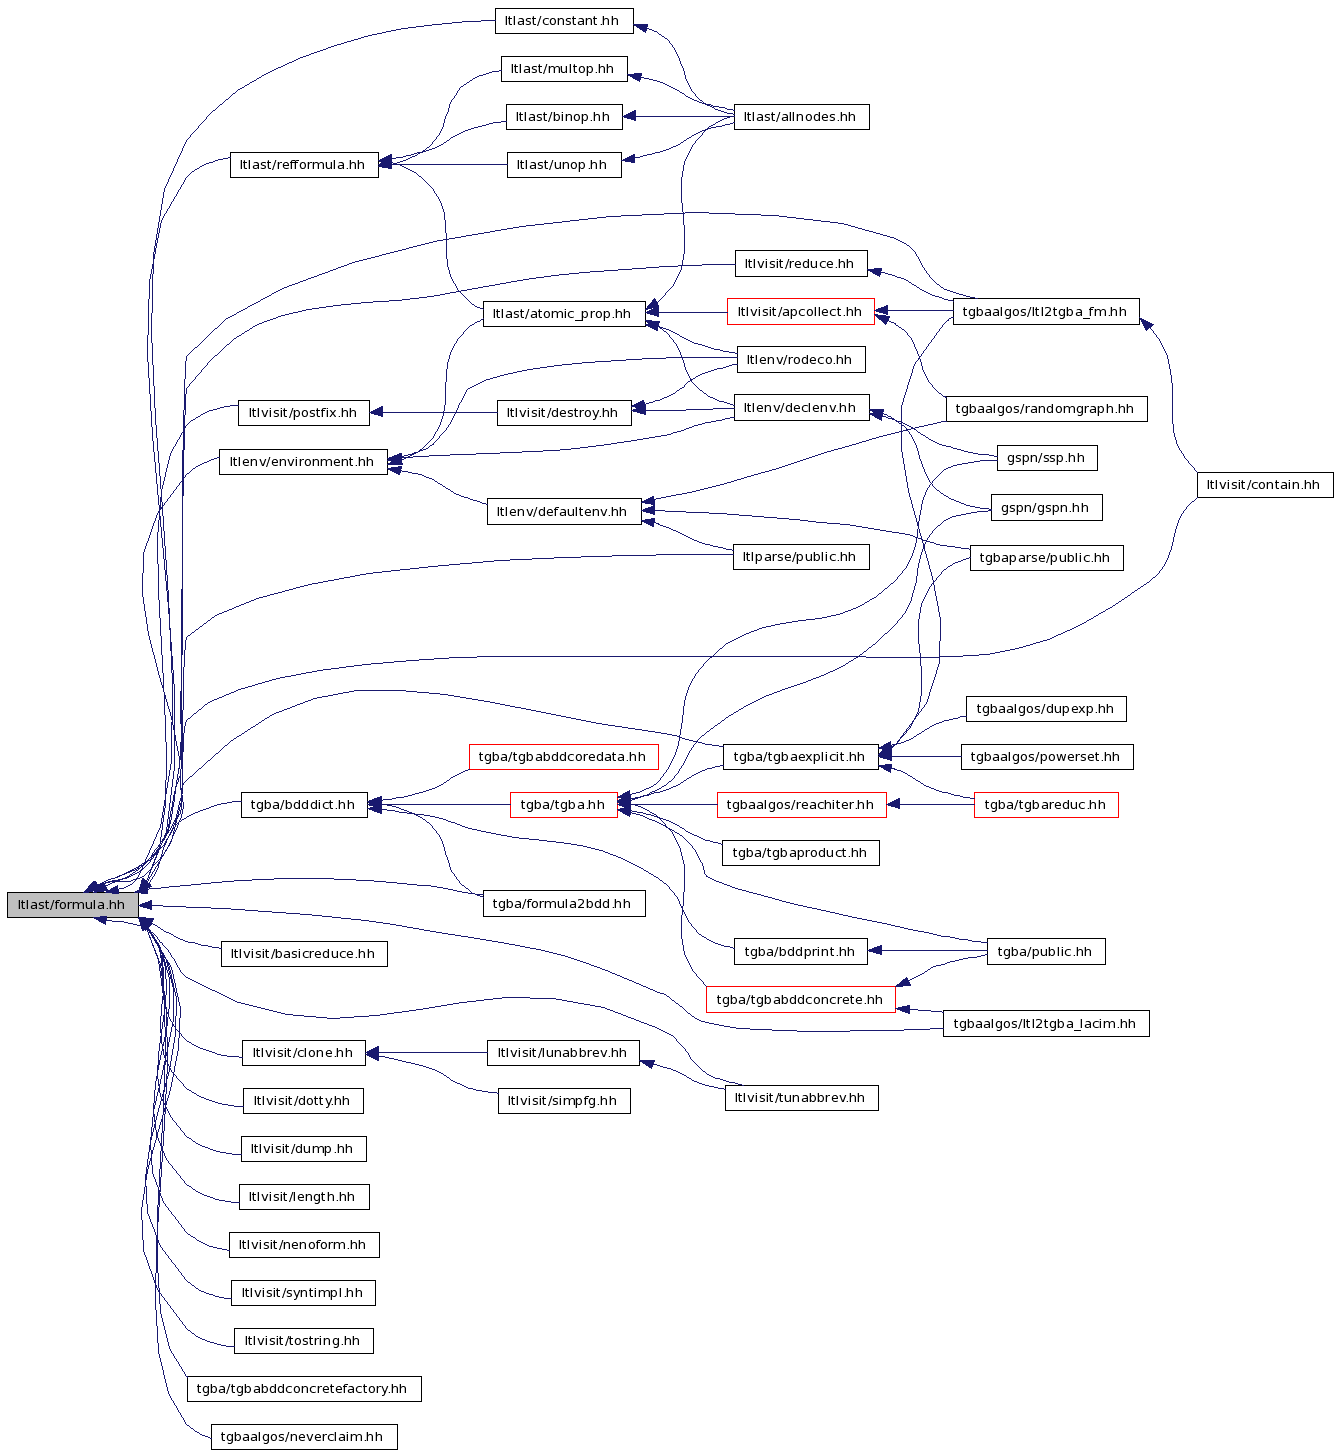 ltlast/constant.hh
ltlast/multop.hh
ltlast/binop.hh
ltlast/allnodes.hh
ltlast/refformula.hh
ltlast/unop.hh
ltlvisit/reduce.hh
ltlast/atomic_prop.hh
ltlvisit/apcollect.hh
tgbaalgos/ltl2tgba_fm.hh
ltlenv/rodeco.hh
ltlvisit/postfix.hh
ltlvisit/destroy.hh
ltlenv/declenv.hh
tgbaalgos/randomgraph.hh
ltlenv/environment.hh
gspn/ssp.hh
ltlvisit/contain.hh
ltlenv/defaultenv.hh
gspn/gspn.hh
ltlparse/public.hh
tgbaparse/public.hh
tgbaalgos/dupexp.hh
tgba/tgbabddcoredata.hh
tgba/tgbaexplicit.hh
tgbaalgos/powerset.hh
tgba/bdddict.hh
tgba/tgba.hh
tgbaalgos/reachiter.hh
tgba/tgbareduc.hh
tgba/tgbaproduct.hh
ltlast/formula.hh
tgba/formula2bdd.hh
ltlvisit/basicreduce.hh
tgba/bddprint.hh
tgba/public.hh
tgba/tgbabddconcrete.hh
tgbaalgos/ltl2tgba_lacim.hh
ltlvisit/clone.hh
ltlvisit/lunabbrev.hh
ltlvisit/dotty.hh
ltlvisit/simpfg.hh
ltlvisit/tunabbrev.hh
ltlvisit/dump.hh
ltlvisit/length.hh
ltlvisit/nenoform.hh
ltlvisit/syntimpl.hh
ltlvisit/tostring.hh
tgba/tgbabddconcretefactory.hh
tgbaalgos/neverclaim.hh